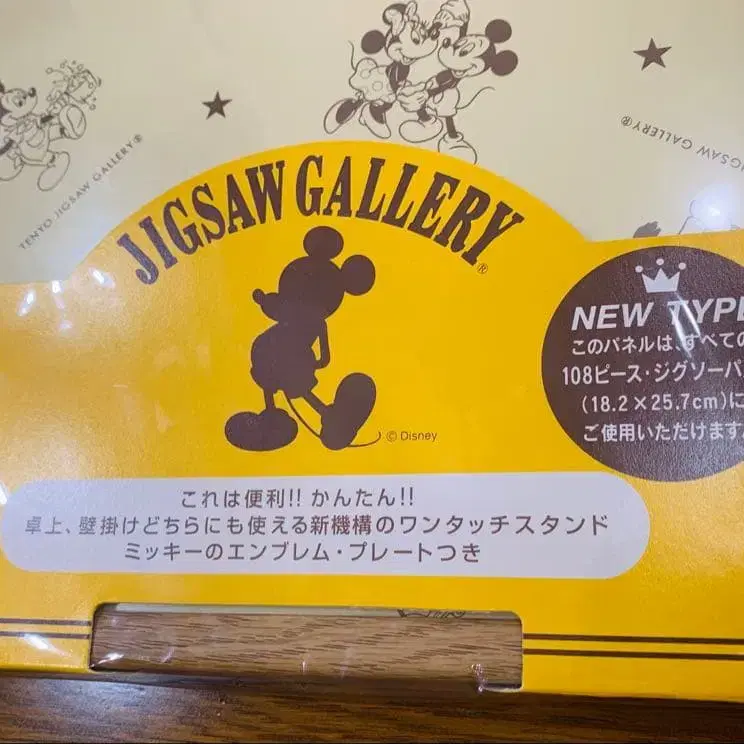 TENYO JIGSAW GALLERY®
JIGSAW GALLERY®
JIGSAW GALLERY®
© Disney
NEW TYPE
このパネルは、すべての
108ピース・ジグソーパ
(18.2×25.7cm)に
ご使用いただけます
これは便利!! かんたん!!
卓上、壁掛けどちらにも使える新機構のワンタッチスタンド
ミッキーのエンブレム・プレートつき